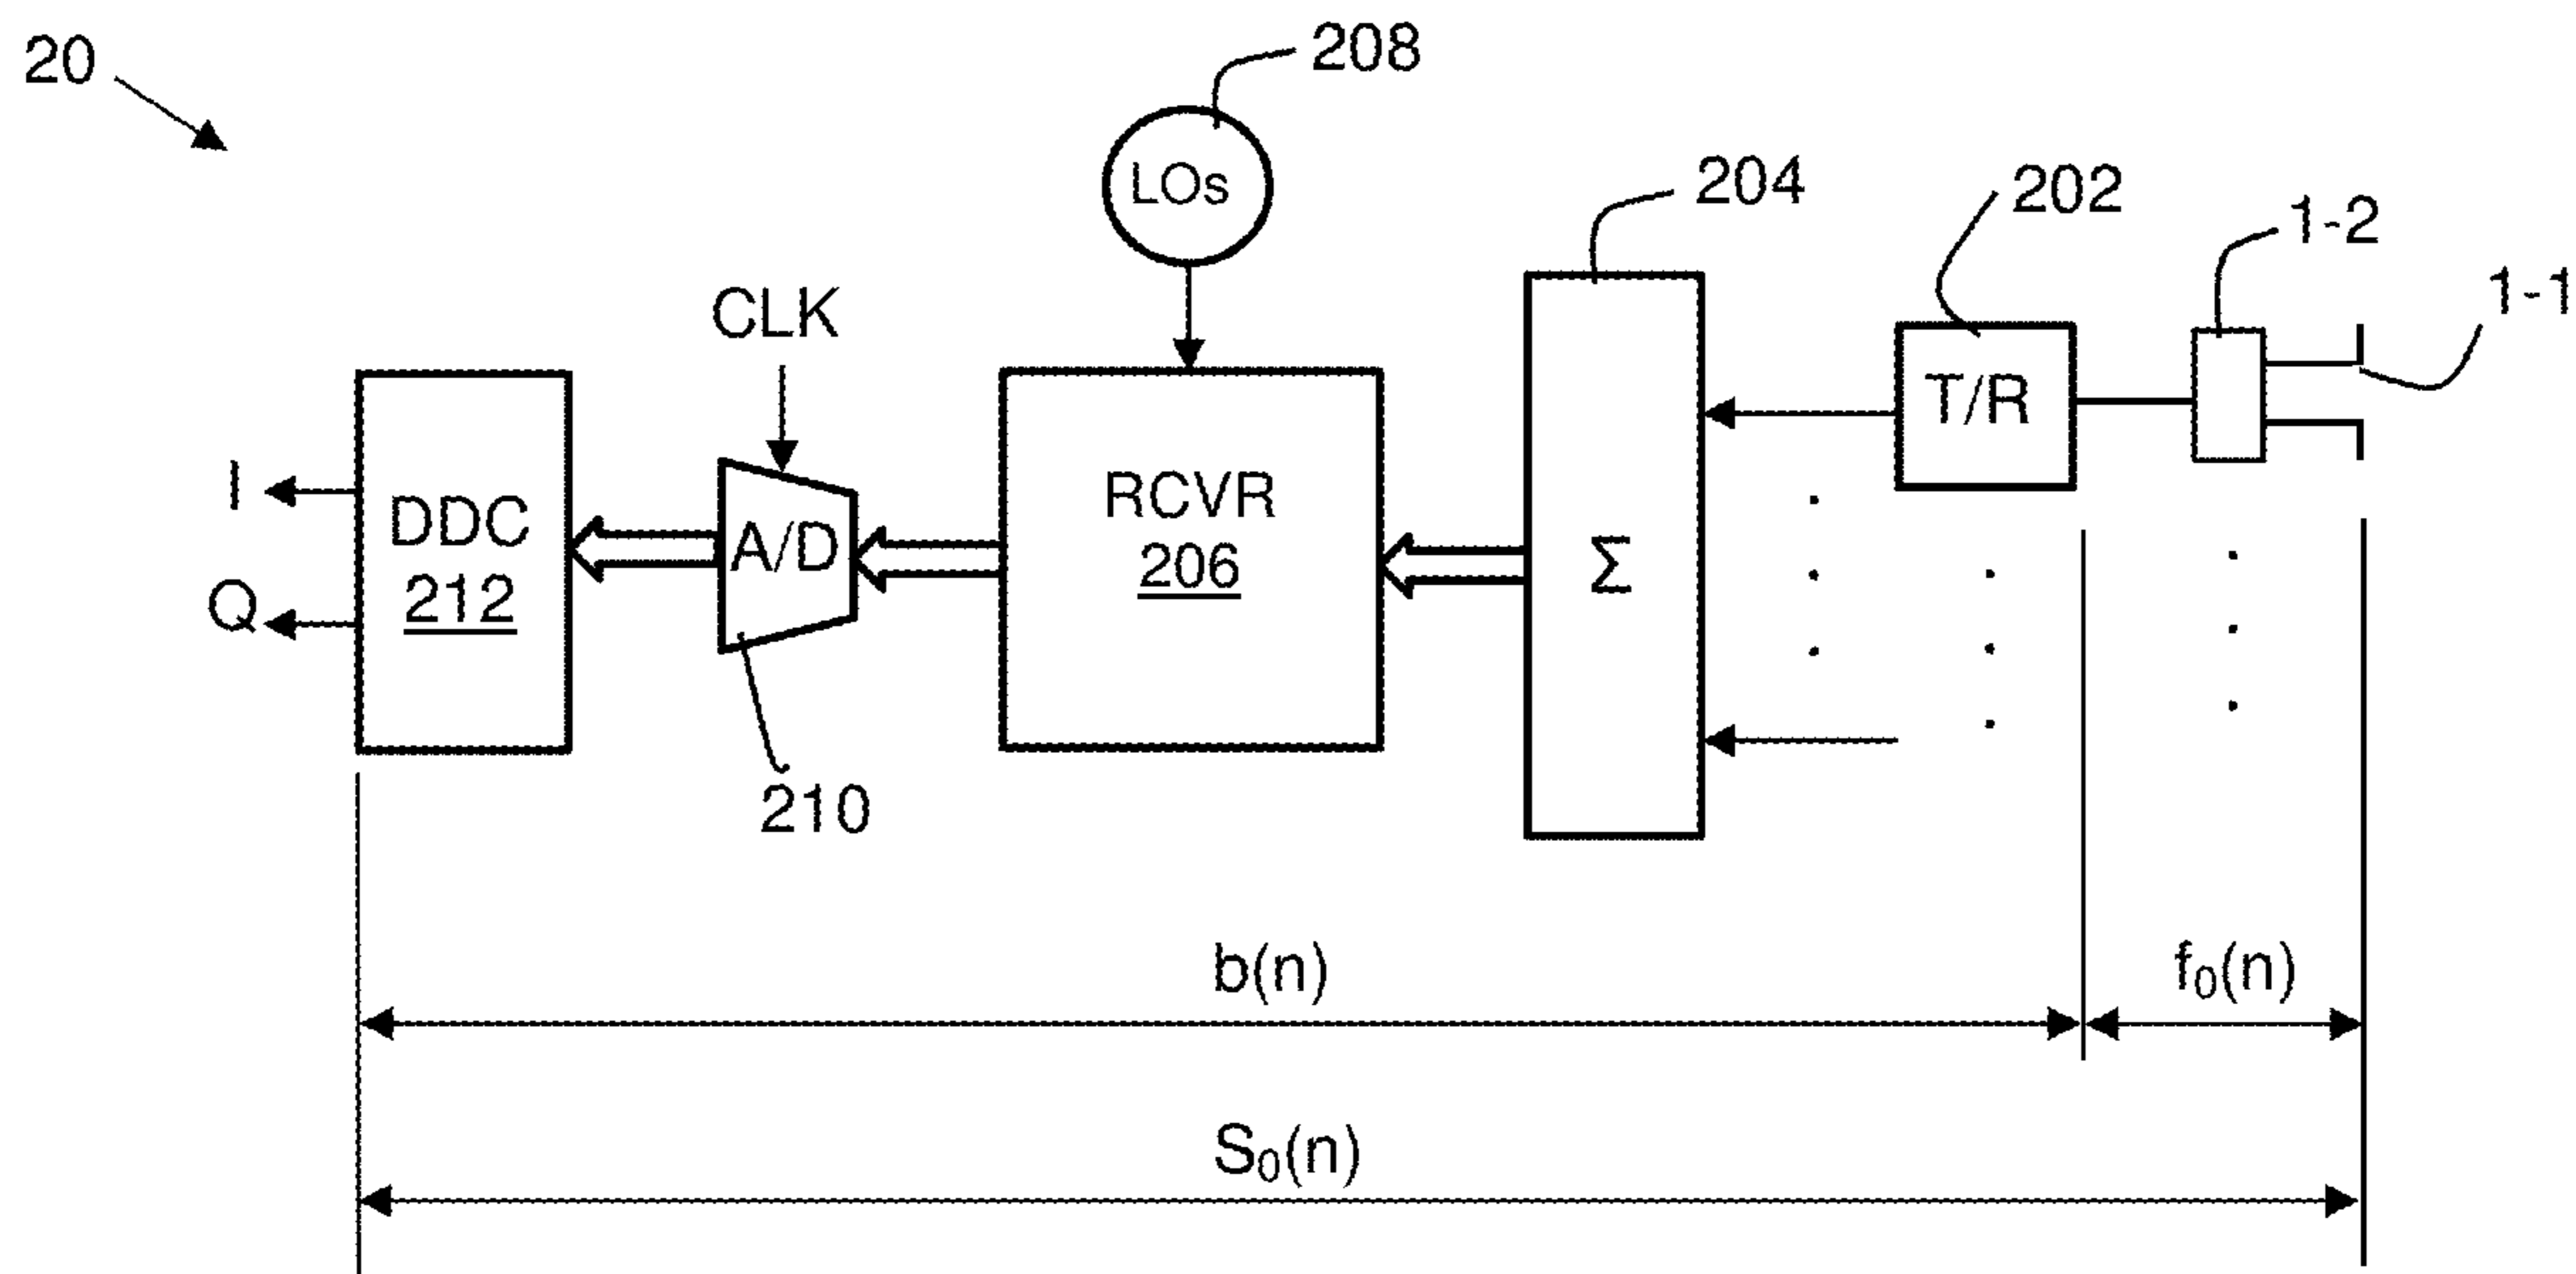 20
208
LOs
204
202
1-2
1-1
CLK
T/R
I
Q
DDC
212
A/D
RCVR
206
Σ
210
b(n)
f₀(n)
S₀(n)